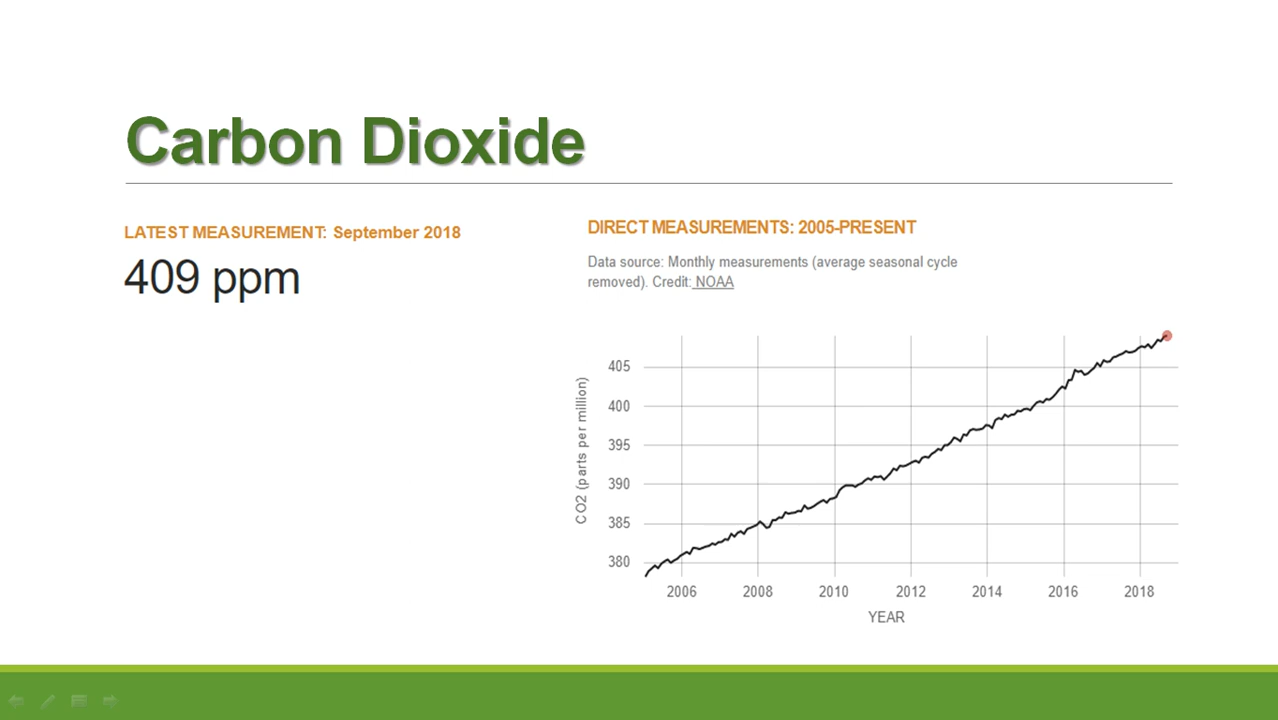 Carbon Dioxide
LATEST MEASUREMENT: September 2018
409 ppm
DIRECT MEASUREMENTS: 2005-PRESENT
Data source: Monthly measurements (average seasonal cycle
removed). Credit: NOAA
CO2 (parts per million)
405
400
395
390
385
380
2006 2008 2010 2012 2014 2016 2018
YEAR